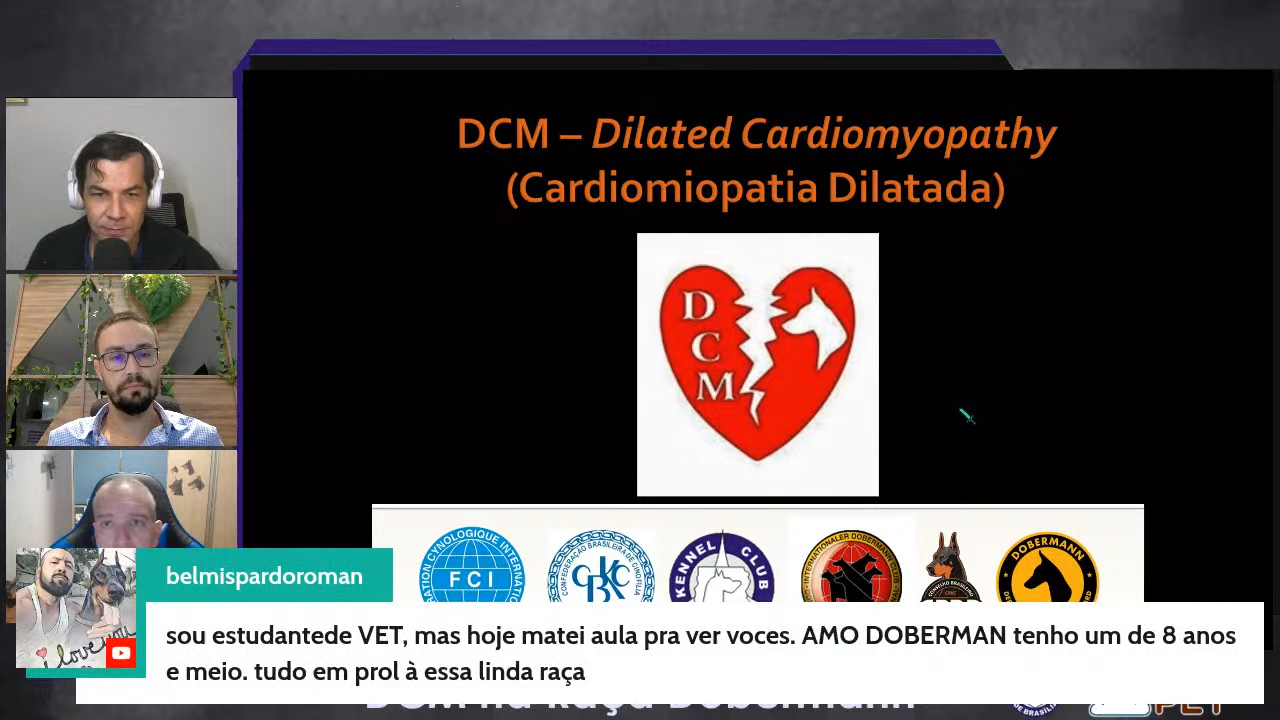 DCM – Dilated Cardiomyopathy
(Cardiomiopatia Dilatada)
D
C
M
FCI
CBKC
KENNEL CLUB
DOBERMANN
belmispardoroman
sou estudantede VET, mas hoje matei aula pra ver voces. AMO DOBERMAN tenho um de 8 anos
e meio. tudo em prol à essa linda raça